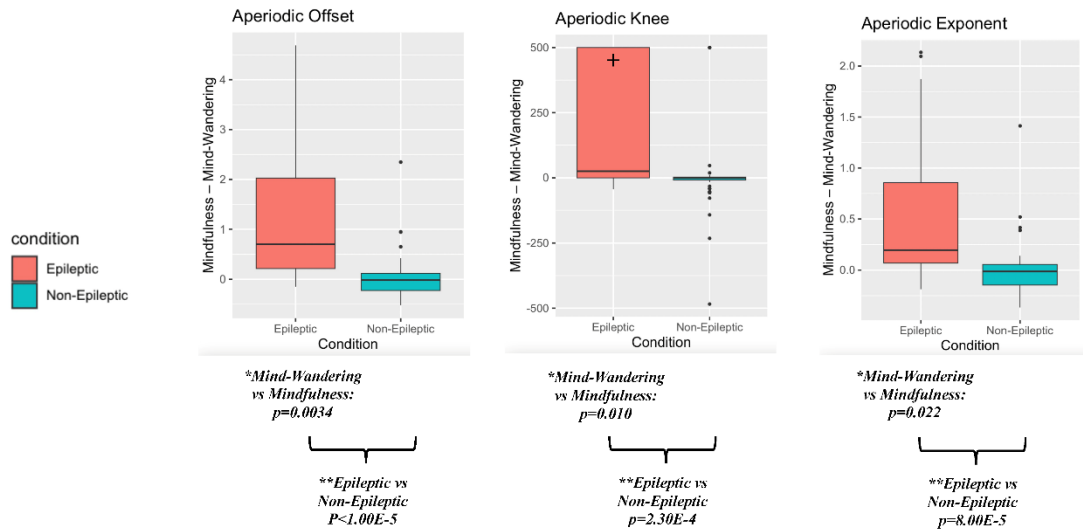 Aperiodic Offset
Mindfulness – Mind-Wandering
4
3
2
1
0
Epileptic
Non-Epileptic
Condition
Aperiodic Knee
Mindfulness – Mind-Wandering
500
250
0
-250
-500
Epileptic
Non-Epileptic
Condition
Aperiodic Exponent
Mindfulness – Mind-Wandering
2.0
1.5
1.0
0.5
0.0
Epileptic
Non-Epileptic
Condition
condition
Epileptic
Non-Epileptic
*Mind-Wandering
vs Mindfulness:
p=0.0034
*Mind-Wandering
vs Mindfulness:
p=0.010
*Mind-Wandering
vs Mindfulness:
p=0.022
**Epileptic vs
Non-Epileptic
P<1.00E-5
**Epileptic vs
Non-Epileptic
p=2.30E-4
**Epileptic vs
Non-Epileptic
p=8.00E-5